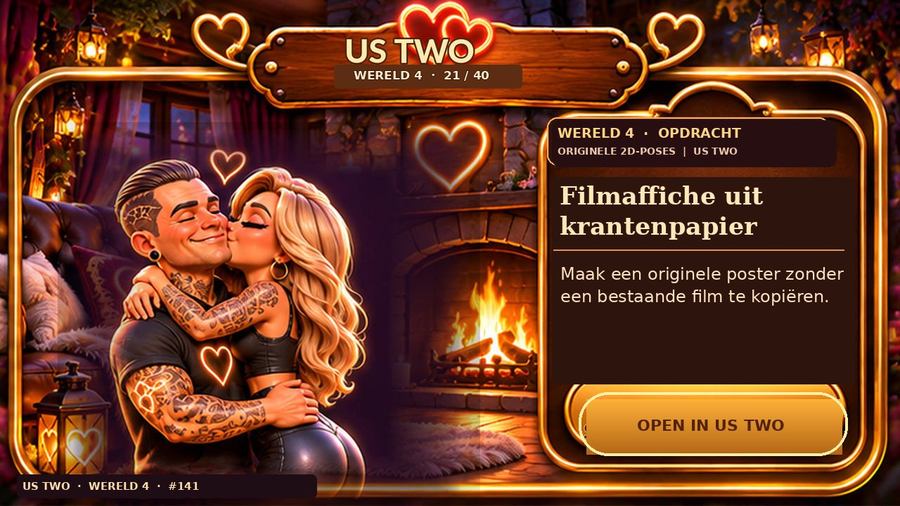 US TWO
WERELD 4 · 21 / 40
WERELD 4 · OPDRACHT
ORIGINELE 2D-POSES | US TWO
Filmaffiche uit
krantenpapier
Maak een originele poster zonder
een bestaande film te kopiëren.
OPEN IN US TWO
US TWO · WERELD 4 · #141